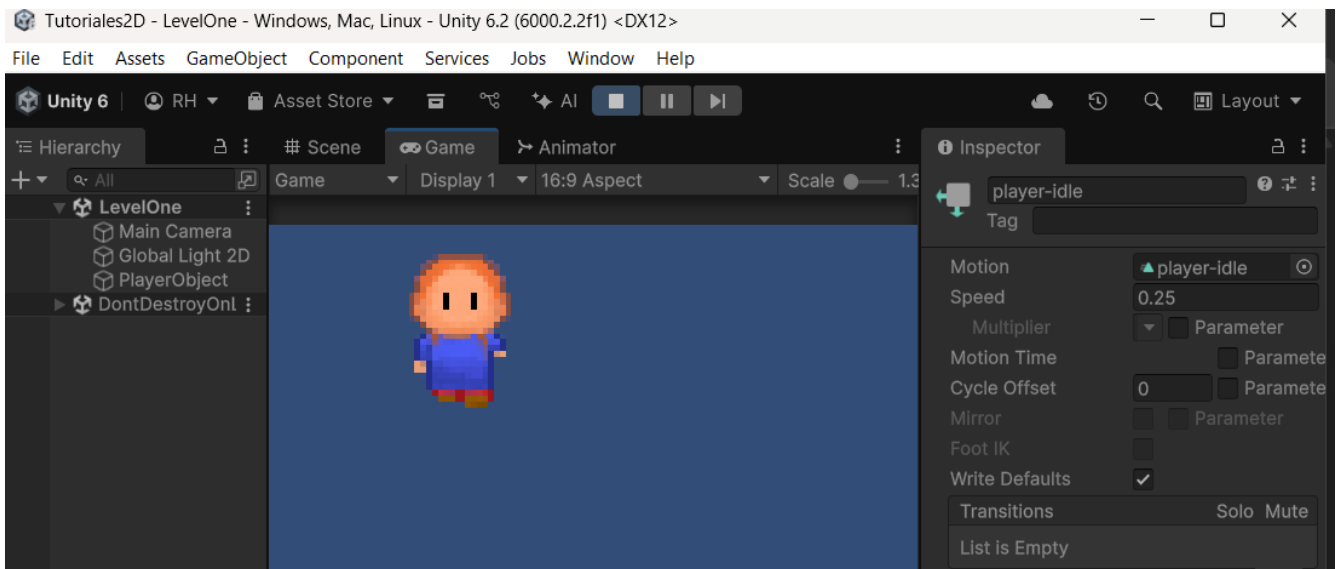 Tutoriales2D - LevelOne - Windows, Mac, Linux - Unity 6.2 (6000.2.2f1) <DX12>
File Edit Assets GameObject Component Services Jobs Window Help
Unity 6 RH Asset Store AI Layout
Hierarchy # Scene Game Animator Inspector
All Game Display 1 16:9 Aspect Scale 1.3
player-idle
Tag
LevelOne
Main Camera
Global Light 2D
PlayerObject
DontDestroyOnL
Motion player-idle
Speed 0.25
Multiplier Parameter
Motion Time Paramete
Cycle Offset 0 Paramete
Mirror Parameter
Foot IK
Write Defaults
Transitions Solo Mute
List is Empty